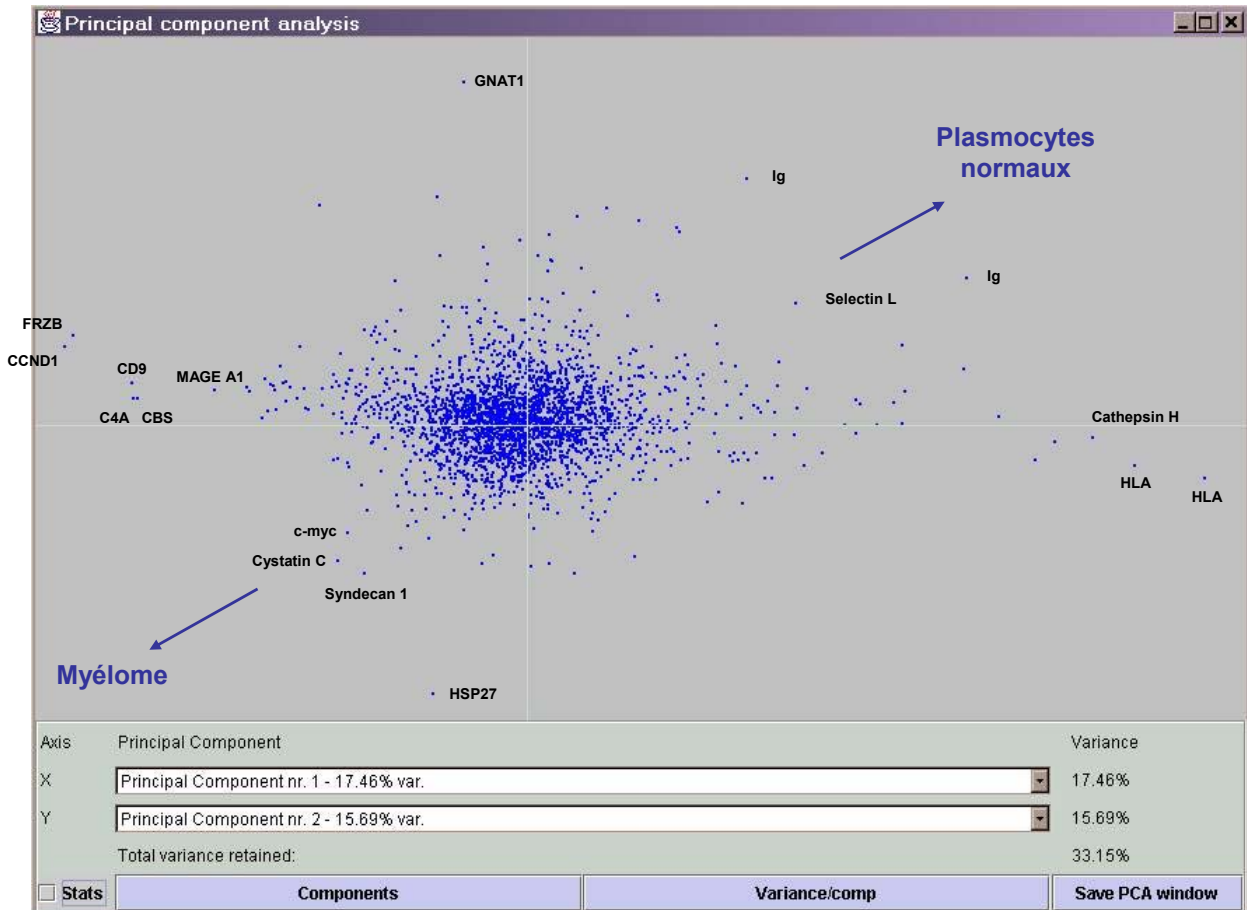 Principal component analysis
GNAT1
Plasmocytes
normaux
Ig
Ig
Selectin L
FRZB
CCND1
CD9
MAGE A1
C4A CBS
Cathepsin H
HLA
HLA
c-myc
Cystatin C
Syndecan 1
Myélome
HSP27
Axis Principal Component Variance
X Principal Component nr. 1 - 17.46% var. 17.46%
Y Principal Component nr. 2 - 15.69% var. 15.69%
Total variance retained: 33.15%
Stats Components Variance/comp Save PCA window